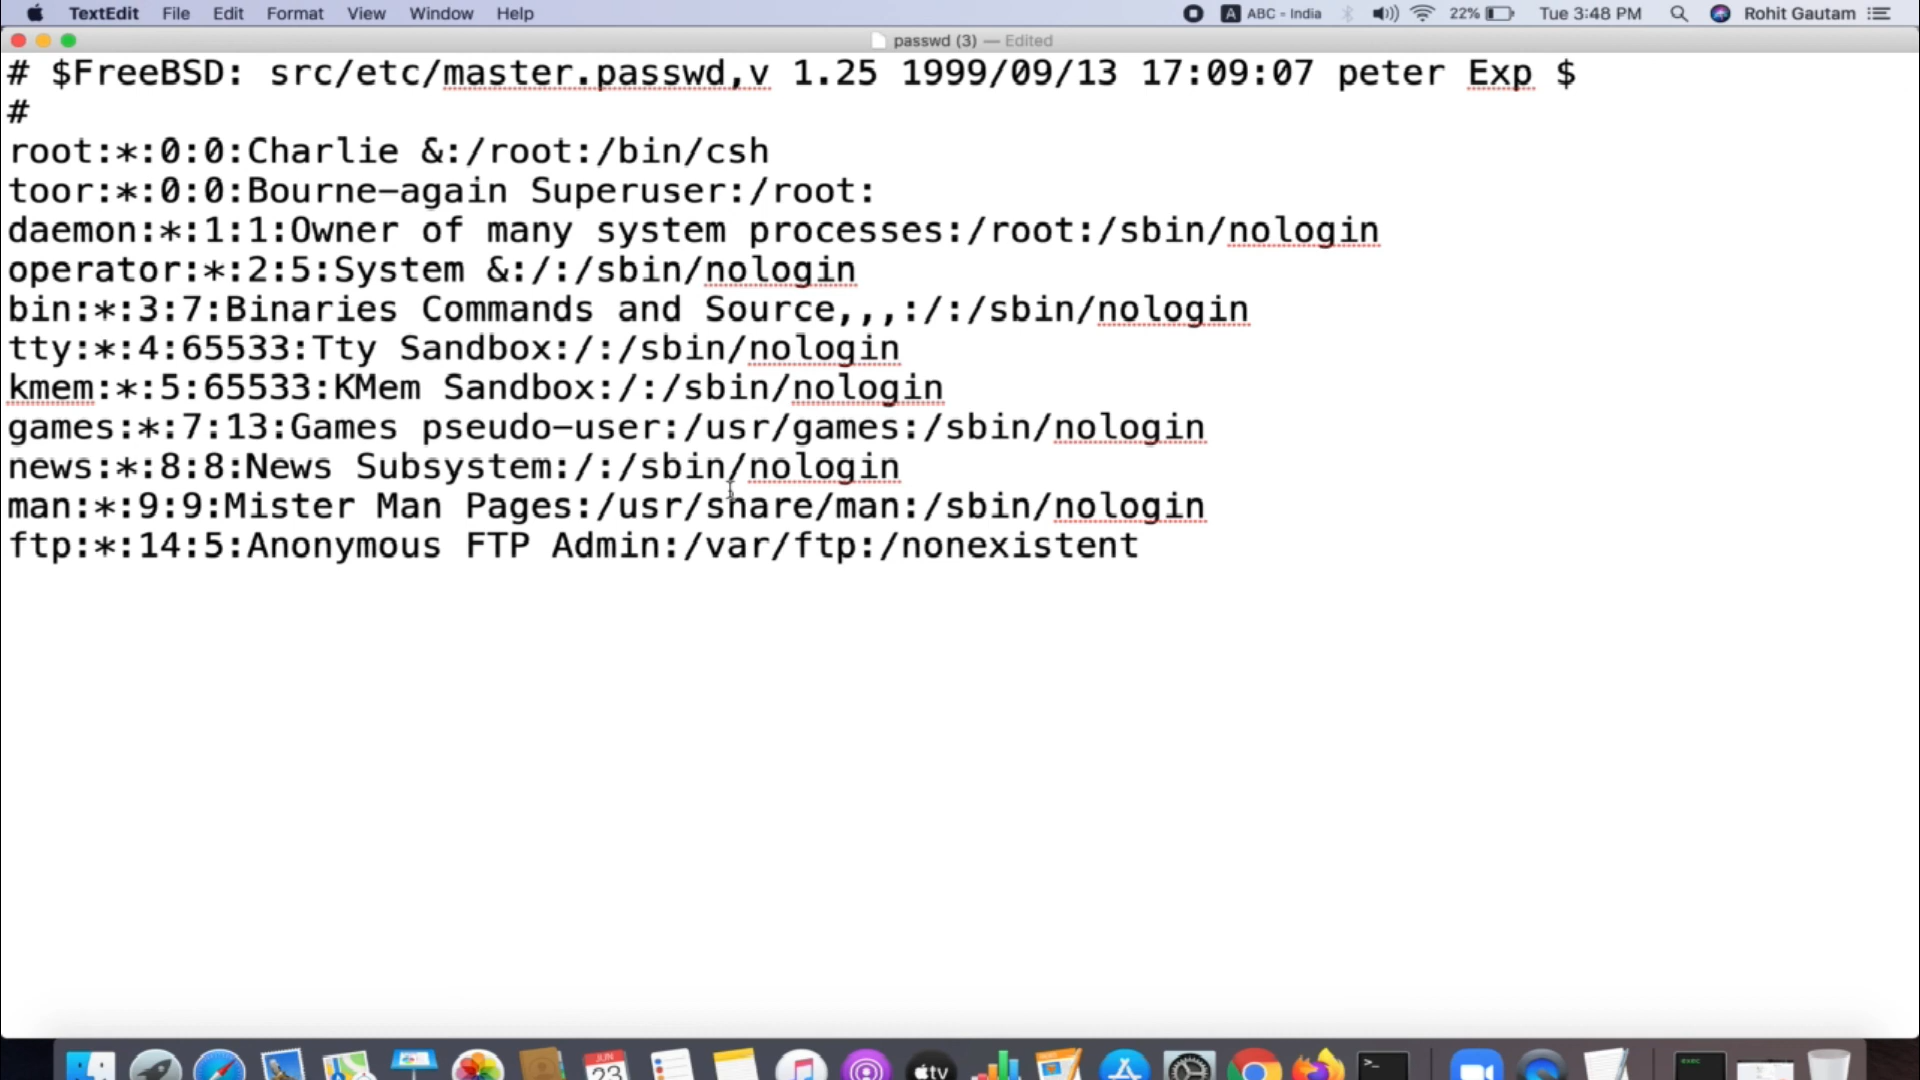 TextEdit File Edit Format View Window Help A ABC - India 22% Tue 3:48 PM Rohit Gautam
passwd (3) — Edited
# $FreeBSD: src/etc/master.passwd,v 1.25 1999/09/13 17:09:07 peter Exp $
#
root:*:0:0:Charlie &:/root:/bin/csh
toor:*:0:0:Bourne-again Superuser:/root:
daemon:*:1:1:Owner of many system processes:/root:/sbin/nologin
operator:*:2:5:System &:/:/sbin/nologin
bin:*:3:7:Binaries Commands and Source,,,:/:/sbin/nologin
tty:*:4:65533:Tty Sandbox:/:/sbin/nologin
kmem:*:5:65533:KMem Sandbox:/:/sbin/nologin
games:*:7:13:Games pseudo-user:/usr/games:/sbin/nologin
news:*:8:8:News Subsystem:/:/sbin/nologin
man:*:9:9:Mister Man Pages:/usr/share/man:/sbin/nologin
ftp:*:14:5:Anonymous FTP Admin:/var/ftp:/nonexistent
JUN
23 tv >_